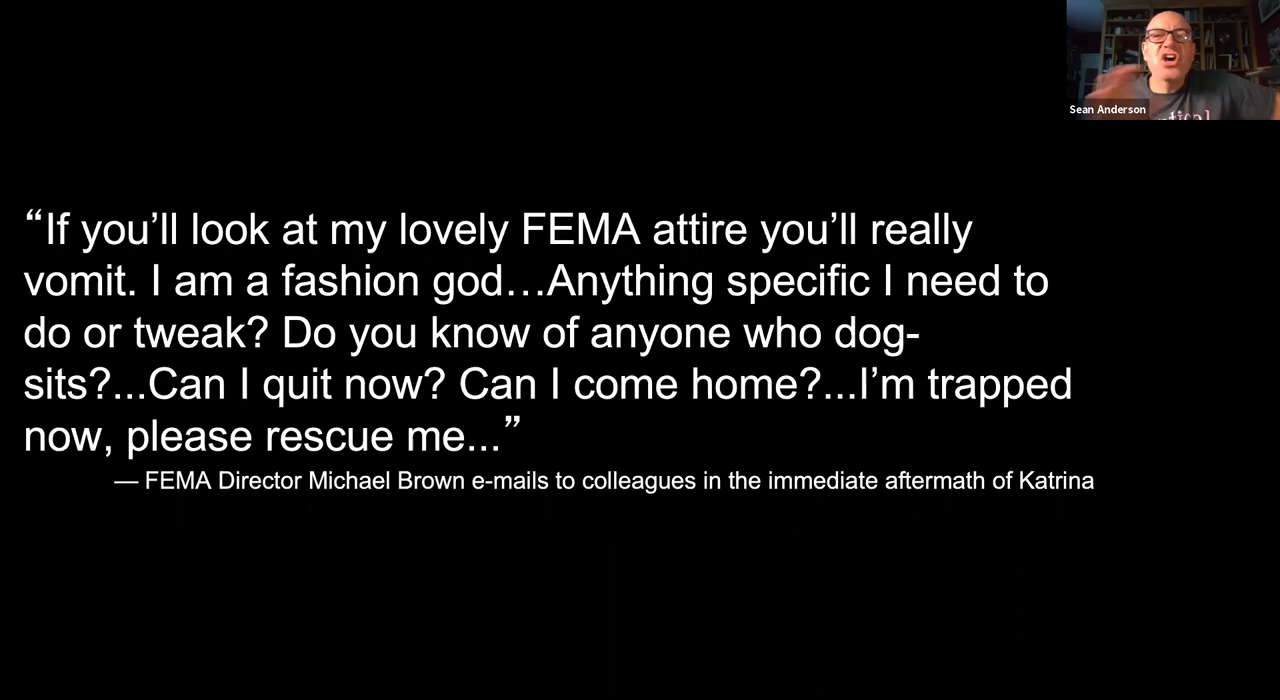 Sean Anderson
“If you’ll look at my lovely FEMA attire you’ll really
vomit. I am a fashion god…Anything specific I need to
do or tweak? Do you know of anyone who dog-
sits?...Can I quit now? Can I come home?...I’m trapped
now, please rescue me...”
— FEMA Director Michael Brown e-mails to colleagues in the immediate aftermath of Katrina